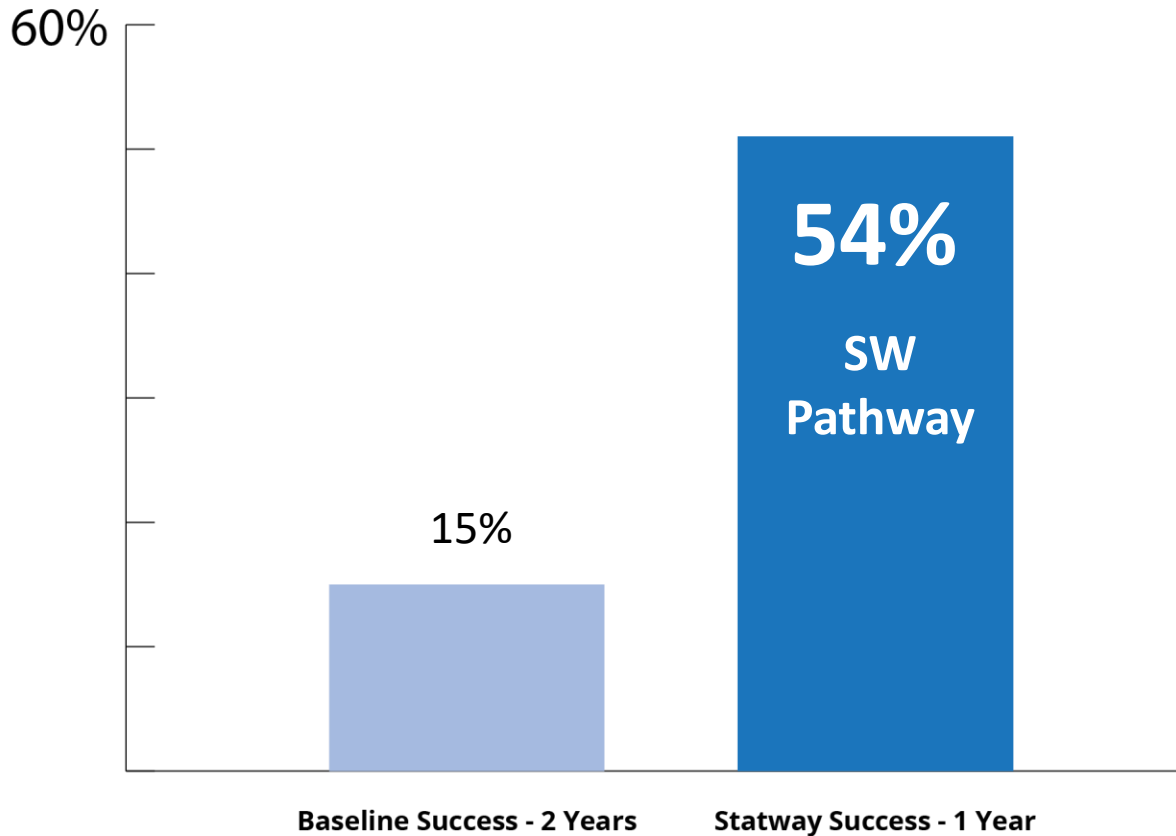 60%
54%
SW
Pathway
15%
Baseline Success - 2 Years
Statway Success - 1 Year